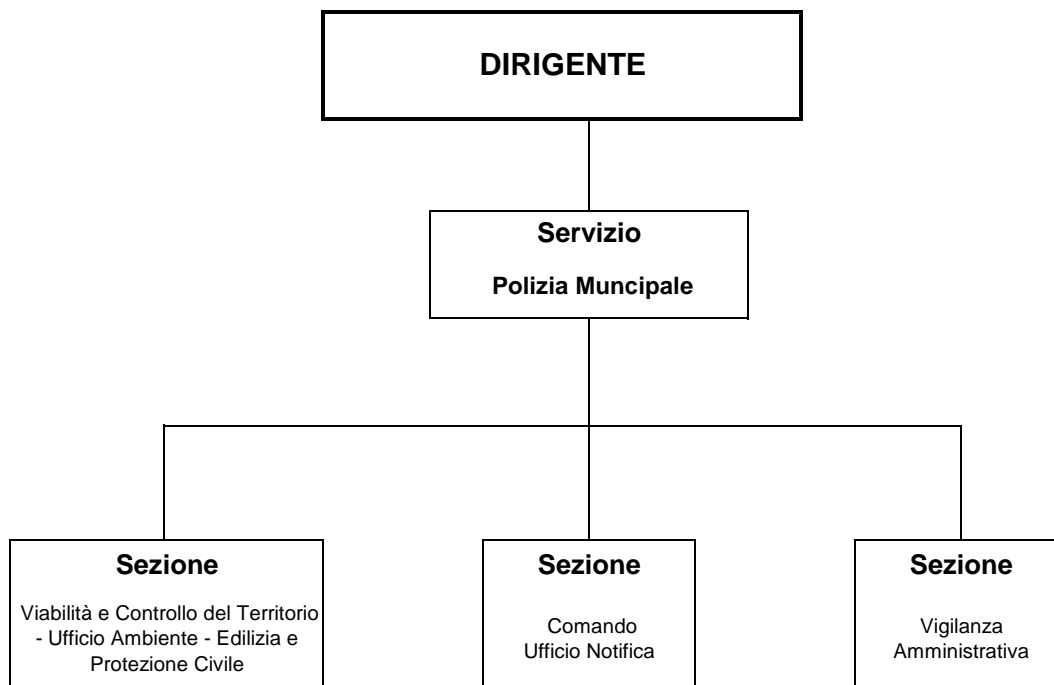 DIRIGENTE
Servizio
Polizia Muncipale
Sezione
Viabilità e Controllo del Territorio
- Ufficio Ambiente - Edilizia e
Protezione Civile
Sezione
Comando
Ufficio Notifica
Sezione
Vigilanza
Amministrativa